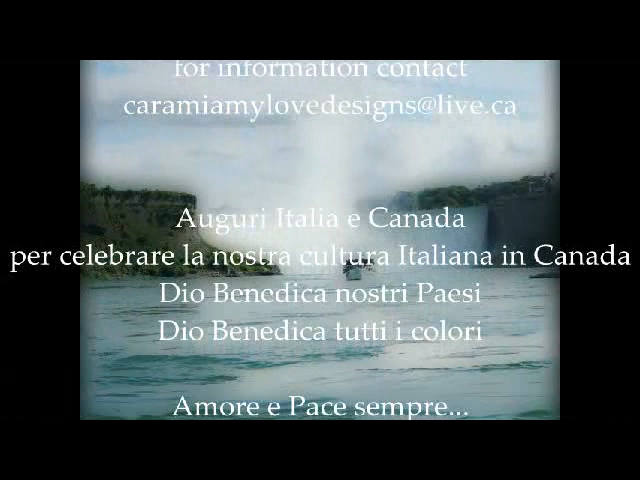 for information contact
caramiamylovedesigns@live.ca
Auguri Italia e Canada
per celebrare la nostra cultura Italiana in Canada
Dio Benedica nostri Paesi
Dio Benedica tutti i colori
Amore e Pace sempre...